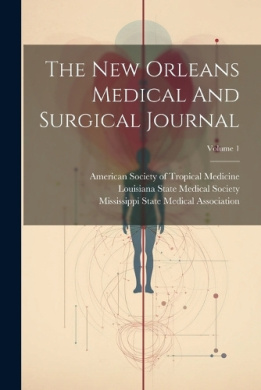 The New Orleans
Medical And
Surgical Journal
Volume 1
American Society of Tropical Medicine
Louisiana State Medical Society
Mississippi State Medical Association